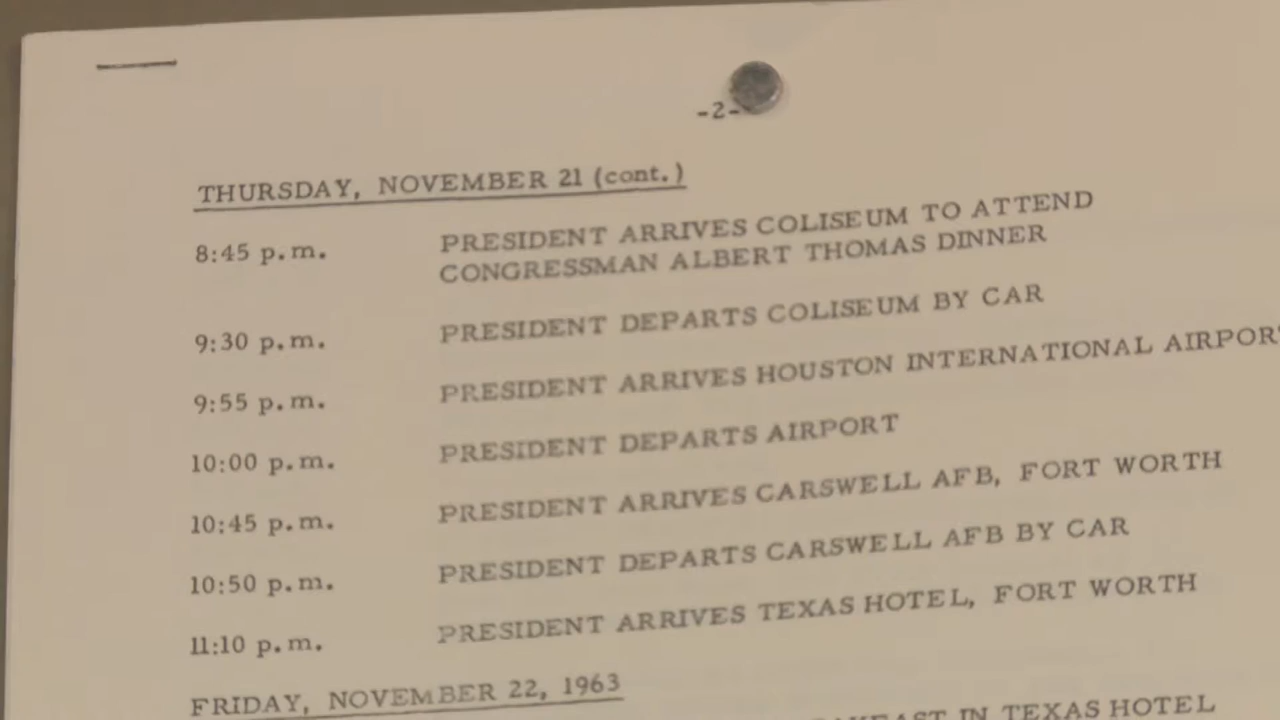 -2-
THURSDAY, NOVEMBER 21 (cont.)
8:45 p.m. PRESIDENT ARRIVES COLISEUM TO ATTEND
CONGRESSMAN ALBERT THOMAS DINNER
9:30 p.m. PRESIDENT DEPARTS COLISEUM BY CAR
9:55 p.m. PRESIDENT ARRIVES HOUSTON INTERNATIONAL AIRPORT
10:00 p.m. PRESIDENT DEPARTS AIRPORT
10:45 p.m. PRESIDENT ARRIVES CARSWELL AFB, FORT WORTH
10:50 p.m. PRESIDENT DEPARTS CARSWELL AFB BY CAR
11:10 p.m. PRESIDENT ARRIVES TEXAS HOTEL, FORT WORTH
FRIDAY, NOVEMBER 22, 1963
IN TEXAS HOTEL